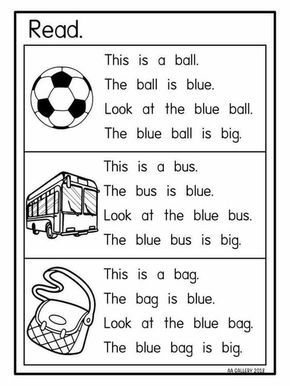 Read.
This is a ball.
The ball is blue.
Look at the blue ball.
The blue ball is big.
This is a bus.
The bus is blue.
Look at the blue bus.
The blue bus is big.
This is a bag.
The bag is blue.
Look at the blue bag.
The blue bag is big.
AA GALLERY 2018